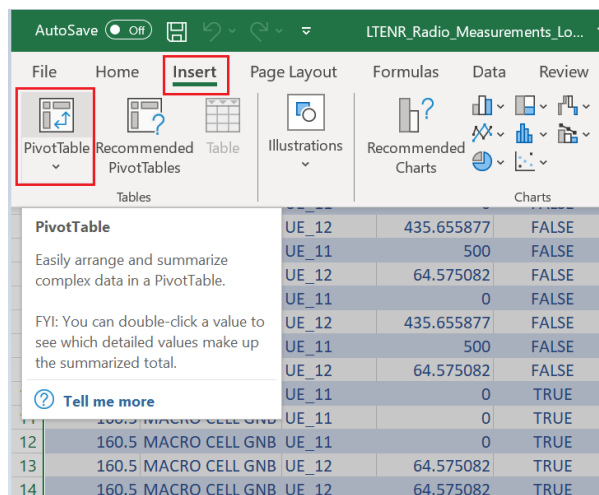 AutoSave Off LTENR_Radio_Measurements_Lo...
File Home Insert Page Layout Formulas Data Review
PivotTable Recommended PivotTables Table Illustrations Recommended Charts
Tables Charts
PivotTable
Easily arrange and summarize
complex data in a PivotTable.
FYI: You can double-click a value to
see which detailed values make up
the summarized total.
Tell me more
UE_12 435.655877 FALSE
UE_11 500 FALSE
UE_12 64.575082 FALSE
UE_11 0 FALSE
UE_12 435.655877 FALSE
UE_11 500 FALSE
UE_12 64.575082 FALSE
UE_11 0 TRUE
11 160.5 MACRO CELL GNB UE_11 0 TRUE
12 160.5 MACRO CELL GNB UE_11 0 TRUE
13 160.5 MACRO CELL GNB UE_12 64.575082 TRUE
14 160.5 MACRO CELL GNB UE_12 64.575082 TRUE